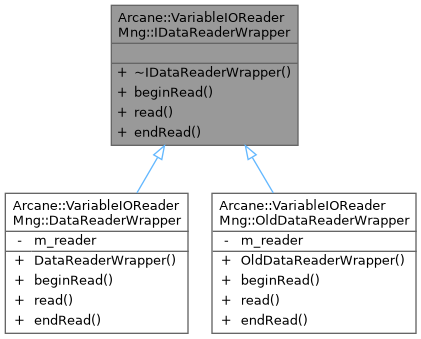 Arcane::VariableIOReader
Mng::IDataReaderWrapper
+ ~IDataReaderWrapper()
+ beginRead()
+ read()
+ endRead()
Arcane::VariableIOReader
Mng::DataReaderWrapper
- m_reader
+ DataReaderWrapper()
+ beginRead()
+ read()
+ endRead()
Arcane::VariableIOReader
Mng::OldDataReaderWrapper
- m_reader
+ OldDataReaderWrapper()
+ beginRead()
+ read()
+ endRead()